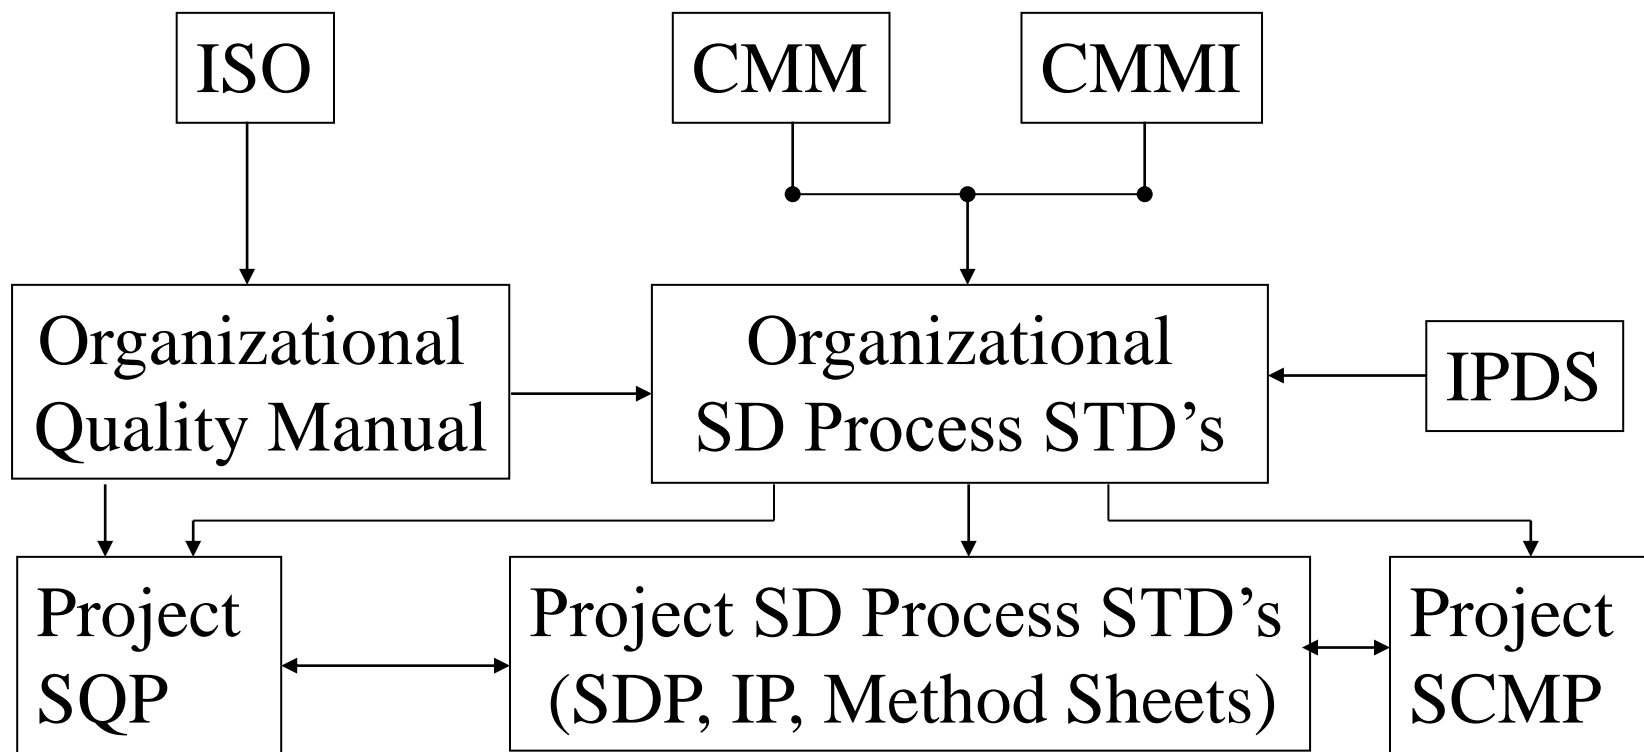 ISO
CMM
CMMI
Organizational
Quality Manual
Organizational
SD Process STD’s
IPDS
Project
SQP
Project SD Process STD’s
(SDP, IP, Method Sheets)
Project
SCMP